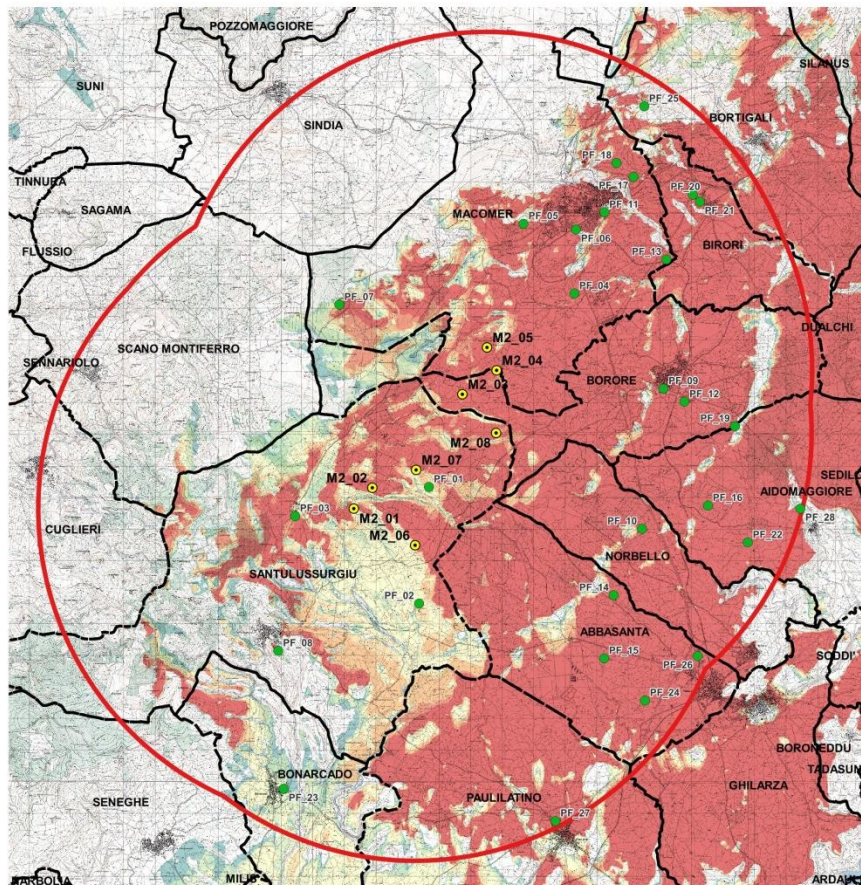 POZZOMAGGIORE
SUNI
SILANUS
PF_25
BORTIGALI
SINDIA
TINNURA
PF_18
SAGAMA
PF_17
PF_20
MACOMER
PF_11
PF_21
PF_05
PF_06
BIRORI
FLUSSIO
PF_13
PF_04
PF_07
DUALCHI
M2_05
SCANO MONTIFERRO
SENNARIOLO
M2_04
BORORE
M2_03
PF_09
PF_12
PF_19
M2_08
M2_07
SEDILO
M2_02
PF_01
AIDOMAGGIORE
PF_16
PF_03
M2_01
PF_28
CUGLIERI
PF_10
M2_06
PF_22
NORBELLO
SANTULUSSURGIU
PF_14
PF_02
ABBASANTA
PF_08
PF_15
PF_26
SODDI'
PF_24
BORONEDDU
BONARCADO
TADASUN
GHILARZA
PF_23
PAULILATINO
SENEGHE
PF_27
MILIS